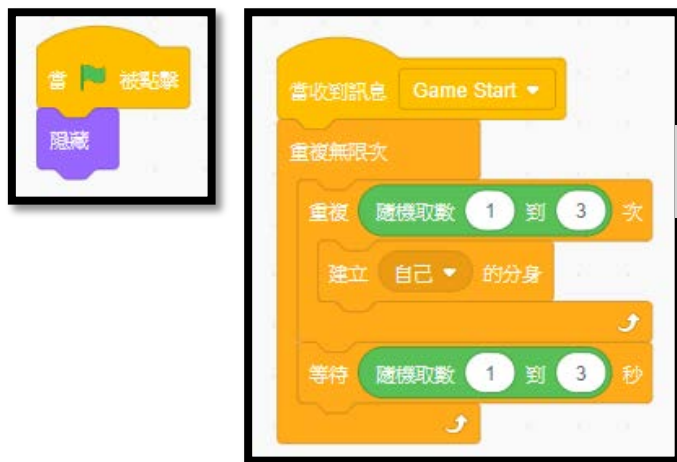 當 被點擊
隱藏
當收到訊息 Game Start
重複無限次
重複 隨機取數 1 到 3 次
建立 自己 的分身
等待 隨機取數 1 到 3 秒